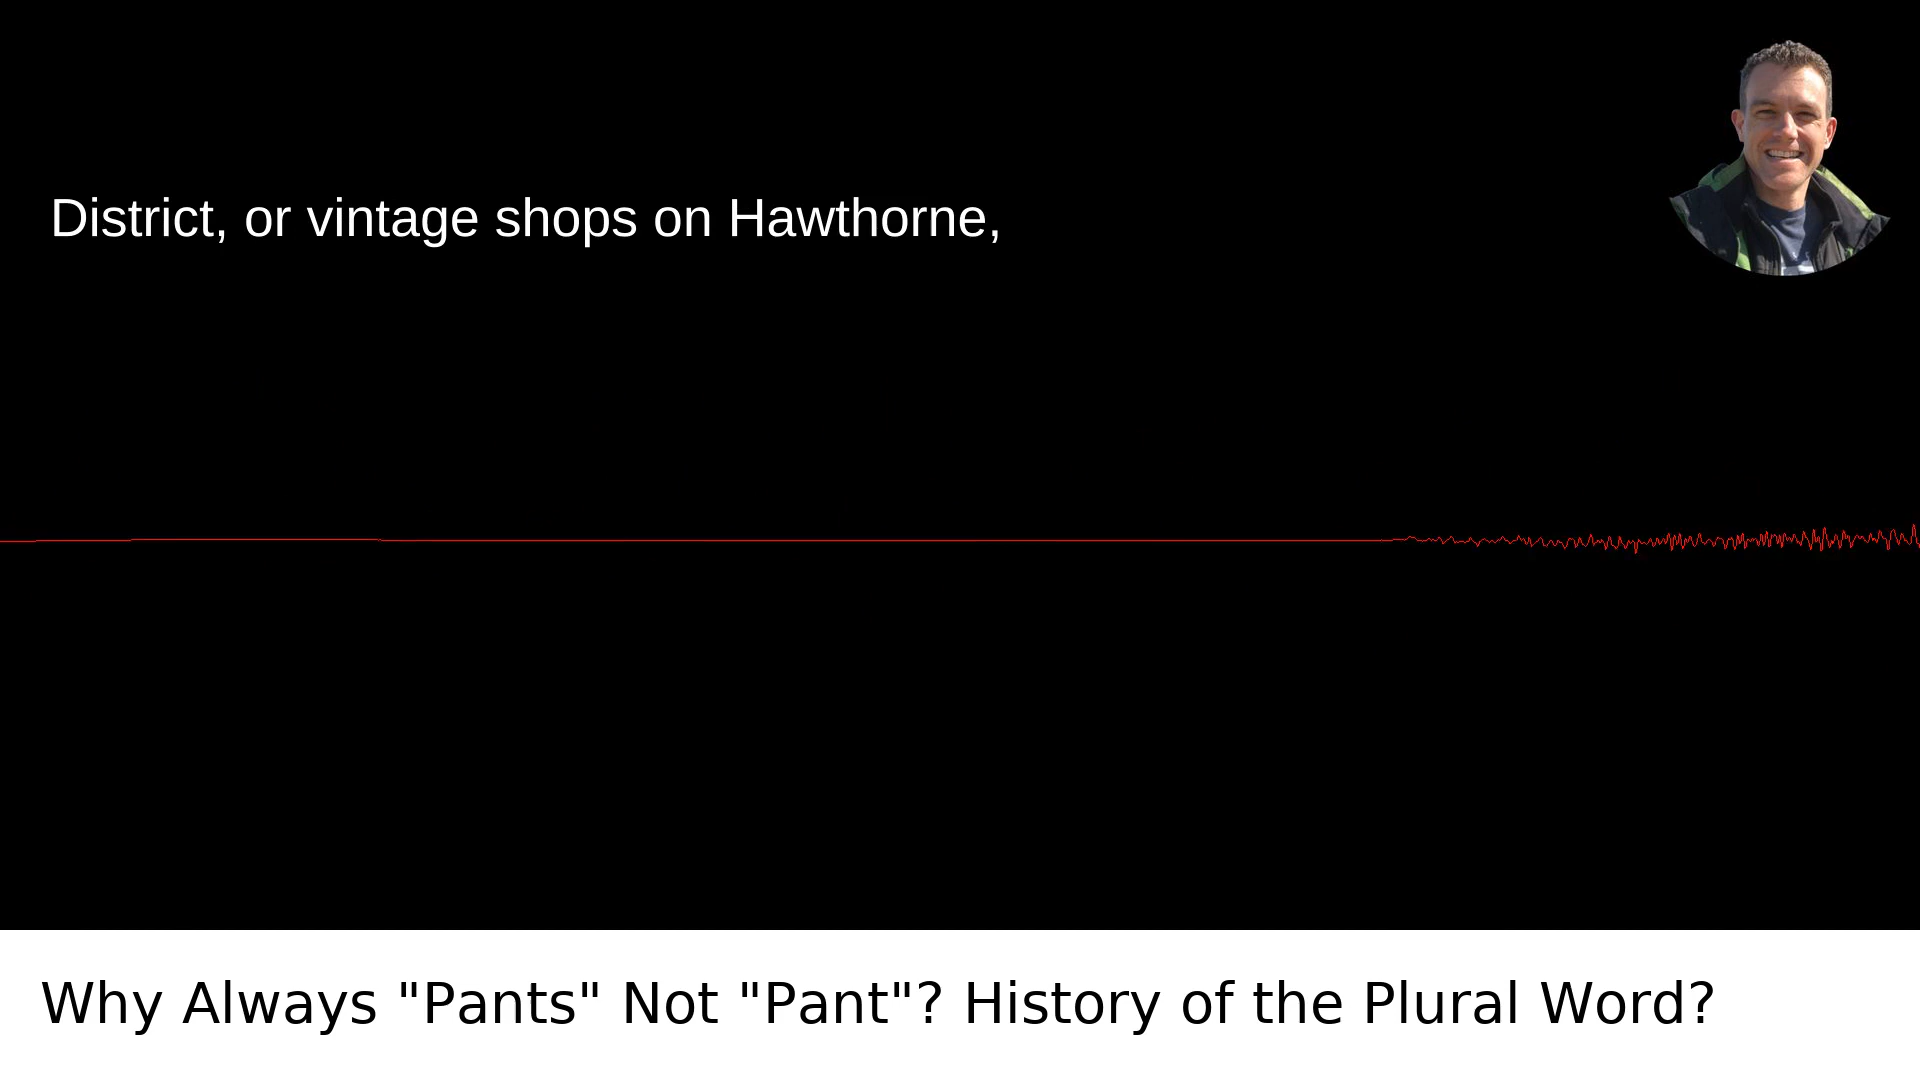 District, or vintage shops on Hawthorne,
Why Always "Pants" Not "Pant"? History of the Plural Word?